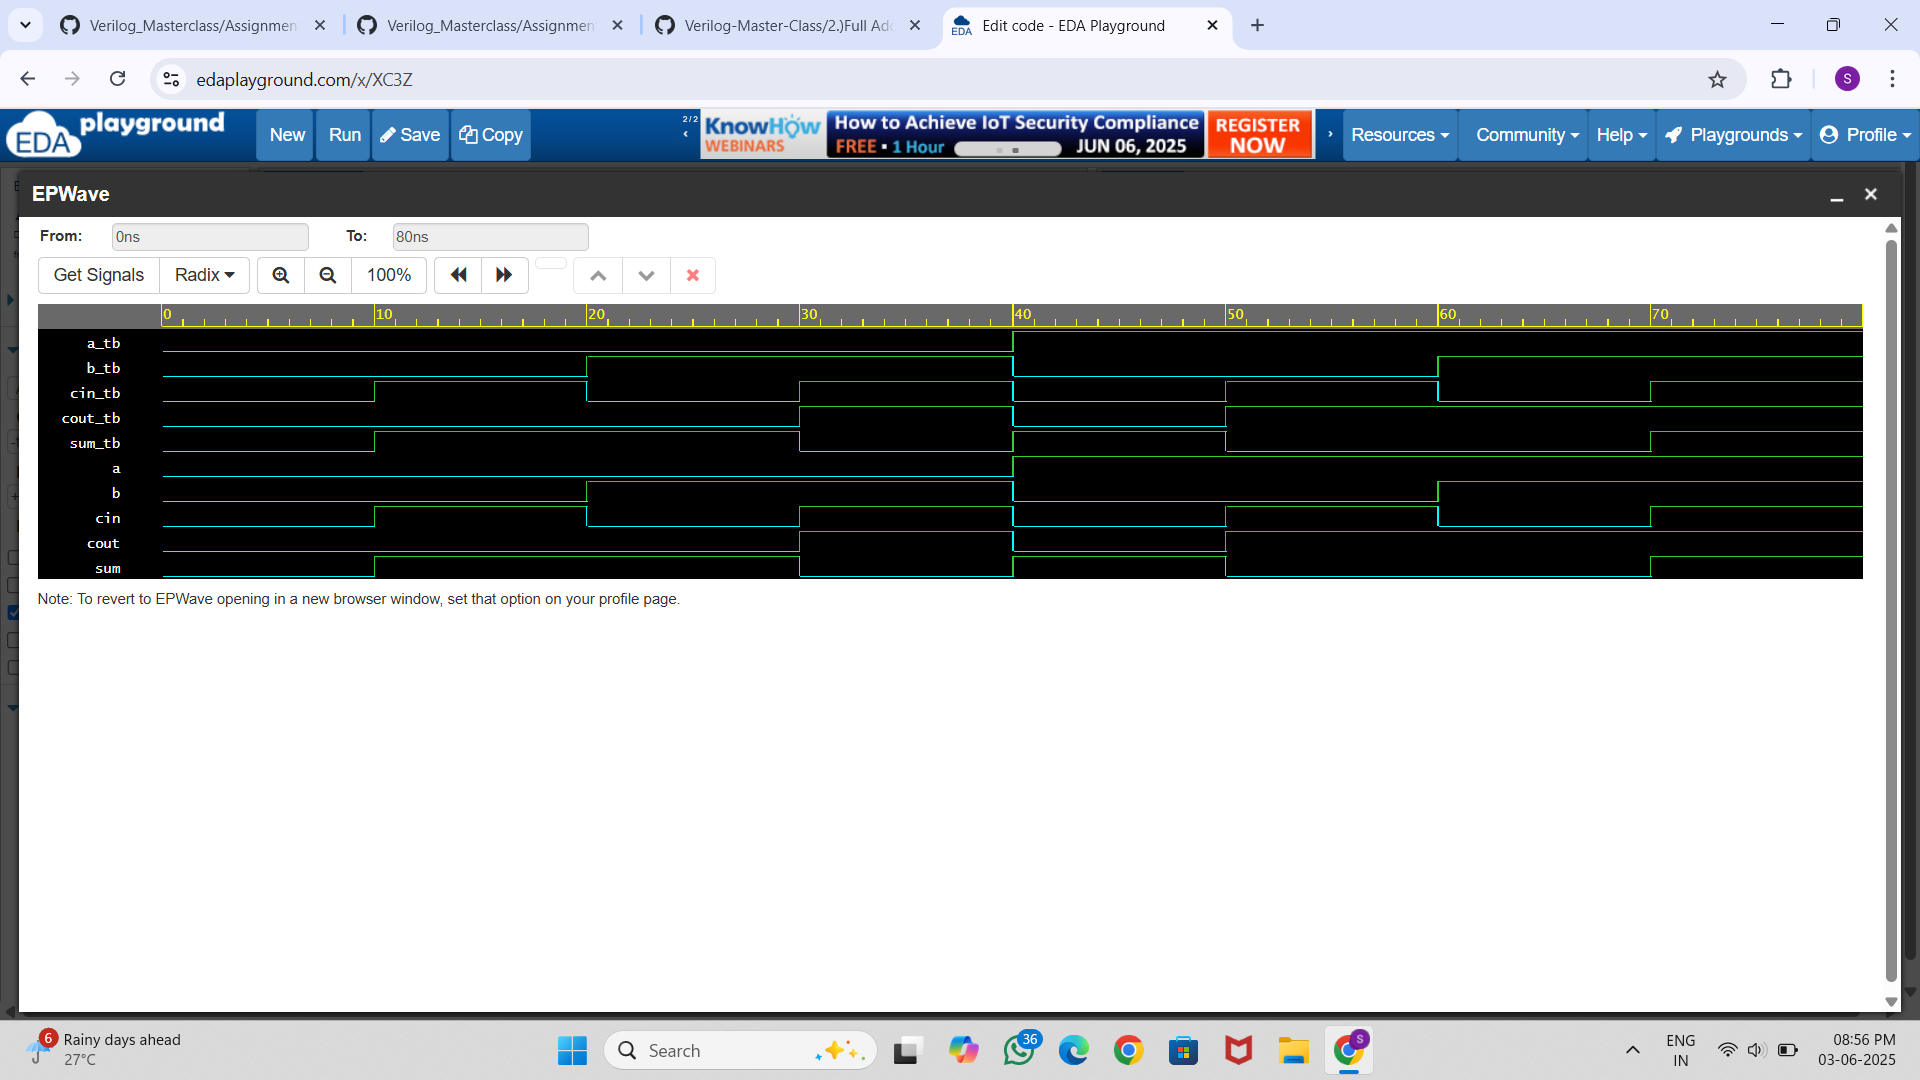 Verilog_Masterclass/Assignmen
Verilog_Masterclass/Assignmen
Verilog-Master-Class/2.)Full Add
Edit code - EDA Playground
edaplayground.com/x/XC3Z
S
EDA playground
New
Run
Save
Copy
2/2
KnowHow WEBINARS
How to Achieve IoT Security Compliance
FREE • 1 Hour
JUN 06, 2025
REGISTER NOW
Resources
Community
Help
Playgrounds
Profile
EPWave
From:
0ns
To:
80ns
Get Signals
Radix
100%
0 10 20 30 40 50 60 70
a_tb
b_tb
cin_tb
cout_tb
sum_tb
a
b
cin
cout
sum
Note: To revert to EPWave opening in a new browser window, set that option on your profile page.
6
Rainy days ahead
27°C
Search
36
S
ENG
IN
08:56 PM
03-06-2025